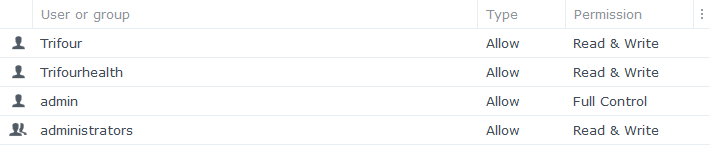 User or group Type Permission
Trifour Allow Read & Write
Trifourhealth Allow Read & Write
admin Allow Full Control
administrators Allow Read & Write